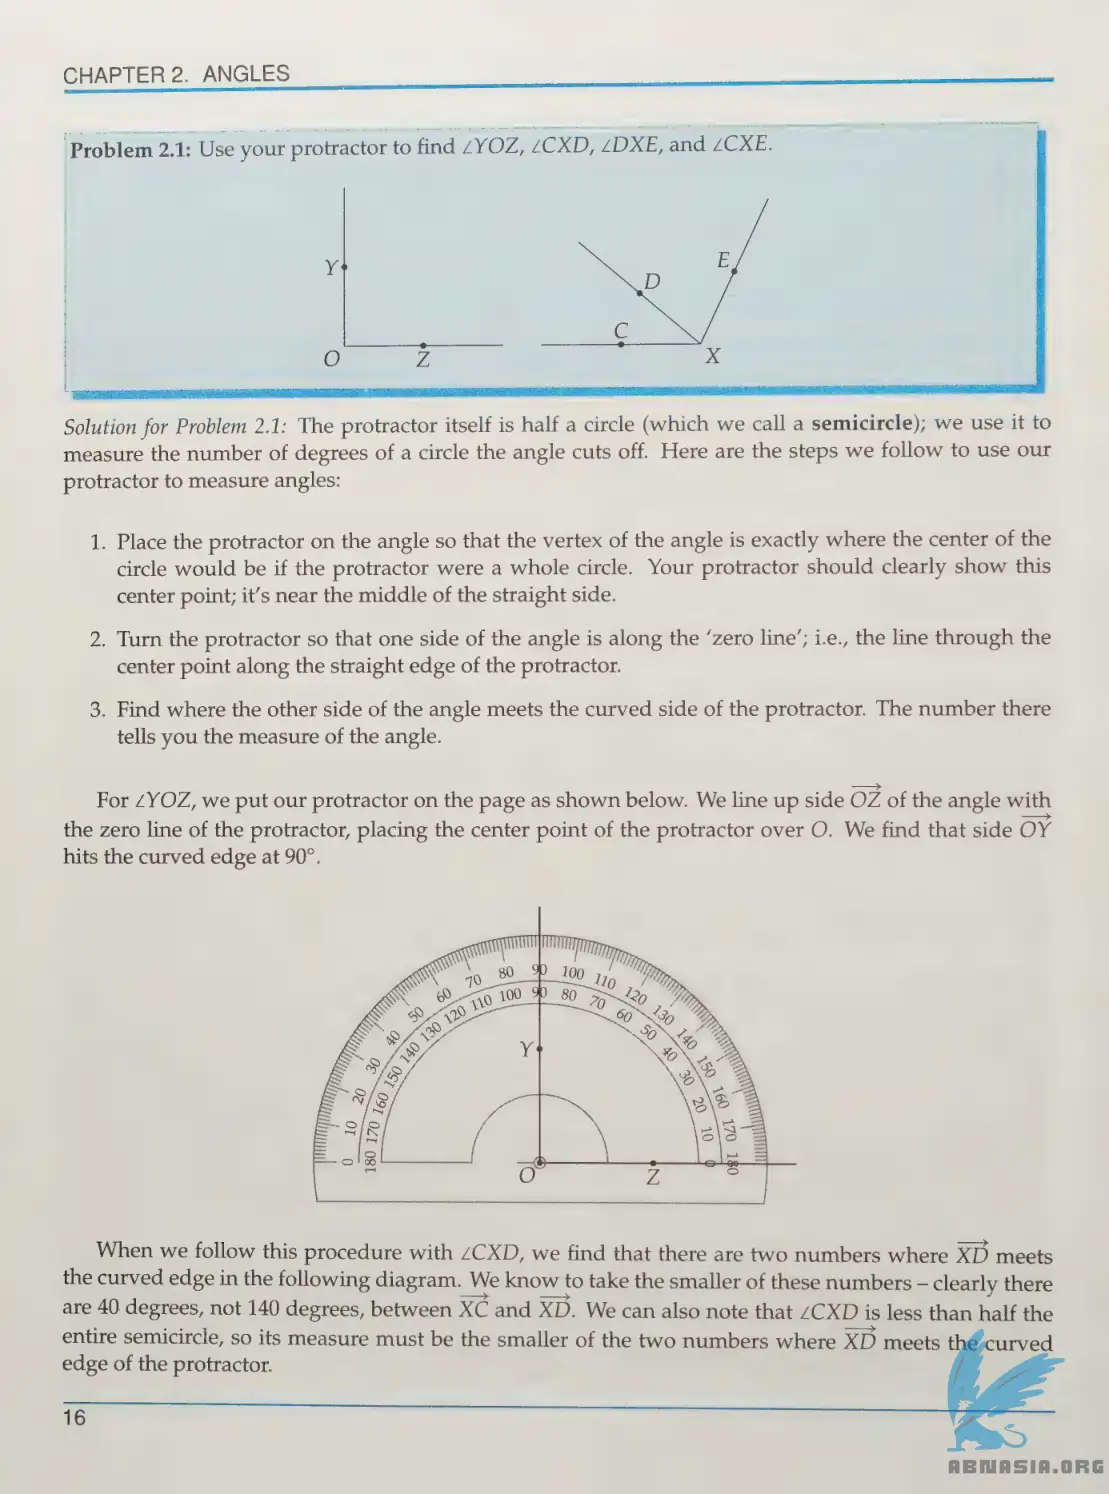 CHAPTER 2. ANGLES
Problem 2.1: Use your protractor to find ∠YOZ, ∠CXD, ∠DXE, and ∠CXE.
Y
O
Z
D
C
E
X
Solution for Problem 2.1: The protractor itself is half a circle (which we call a semicircle); we use it to
measure the number of degrees of a circle the angle cuts off. Here are the steps we follow to use our
protractor to measure angles:
1. Place the protractor on the angle so that the vertex of the angle is exactly where the center of the
circle would be if the protractor were a whole circle. Your protractor should clearly show this
center point; it's near the middle of the straight side.
2. Turn the protractor so that one side of the angle is along the 'zero line'; i.e., the line through the
center point along the straight edge of the protractor.
3. Find where the other side of the angle meets the curved side of the protractor. The number there
tells you the measure of the angle.
For ∠YOZ, we put our protractor on the page as shown below. We line up side OZ of the angle with
the zero line of the protractor, placing the center point of the protractor over O. We find that side OY
hits the curved edge at 90°.
0 10 20 30 40 50 60 70 80 90 100 110 120 130 140 150 160 170 180
180 170 160 150 140 130 120 110 100 90 80 70 60 50 40 30 20 10 0
Y
O
Z
When we follow this procedure with ∠CXD, we find that there are two numbers where XD meets
the curved edge in the following diagram. We know to take the smaller of these numbers – clearly there
are 40 degrees, not 140 degrees, between XC and XD. We can also note that ∠CXD is less than half the
entire semicircle, so its measure must be the smaller of the two numbers where XD meets the curved
edge of the protractor.
16
ABNASIA.ORG